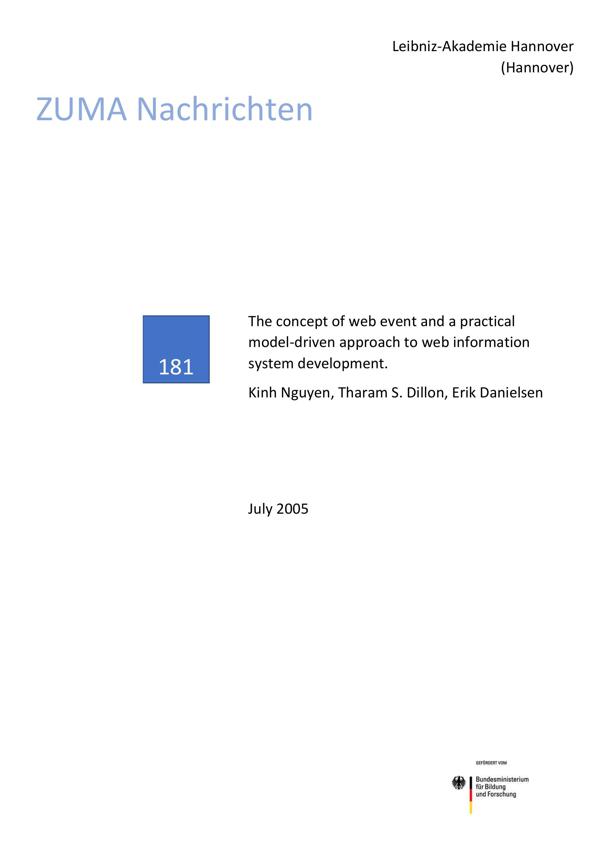 Leibniz-Akademie Hannover
(Hannover)
ZUMA Nachrichten
181
The concept of web event and a practical
model-driven approach to web information
system development.
Kinh Nguyen, Tharam S. Dillon, Erik Danielsen
July 2005
GEFÖRDERT VOM
Bundesministerium
für Bildung
und Forschung